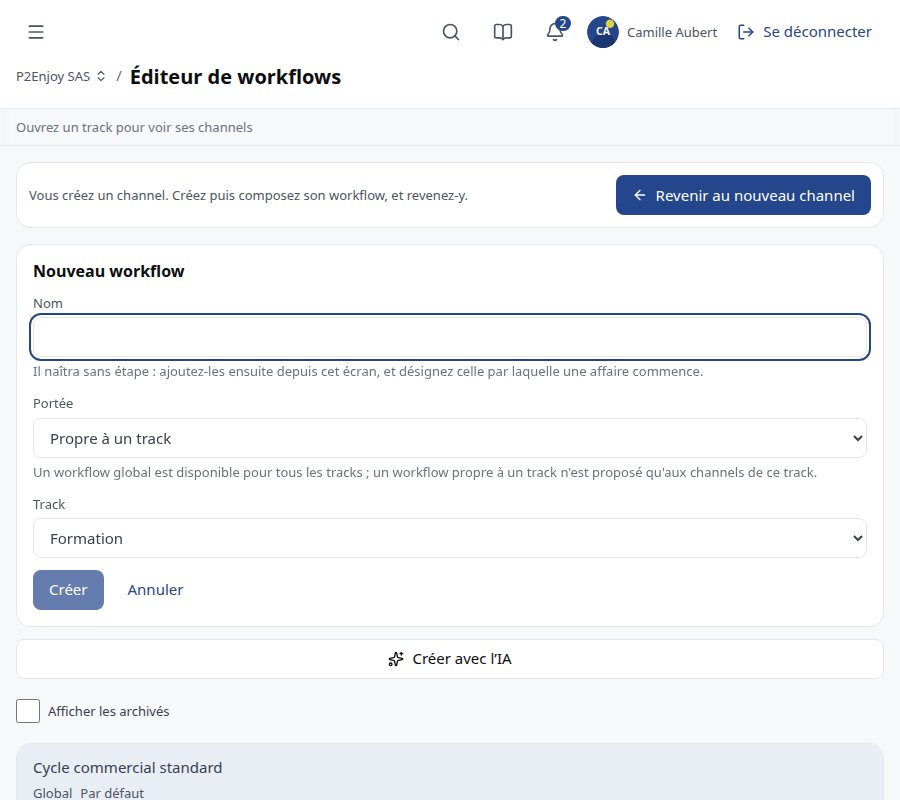 2
CA
Camille Aubert
Se déconnecter
P2Enjoy SAS / Éditeur de workflows
Ouvrez un track pour voir ses channels
Vous créez un channel. Créez puis composez son workflow, et revenez-y.
Revenir au nouveau channel
Nouveau workflow
Nom
Il naîtra sans étape : ajoutez-les ensuite depuis cet écran, et désignez celle par laquelle une affaire commence.
Portée
Propre à un track
Un workflow global est disponible pour tous les tracks ; un workflow propre à un track n'est proposé qu'aux channels de ce track.
Track
Formation
Créer
Annuler
Créer avec l’IA
Afficher les archivés
Cycle commercial standard
Global Par défaut